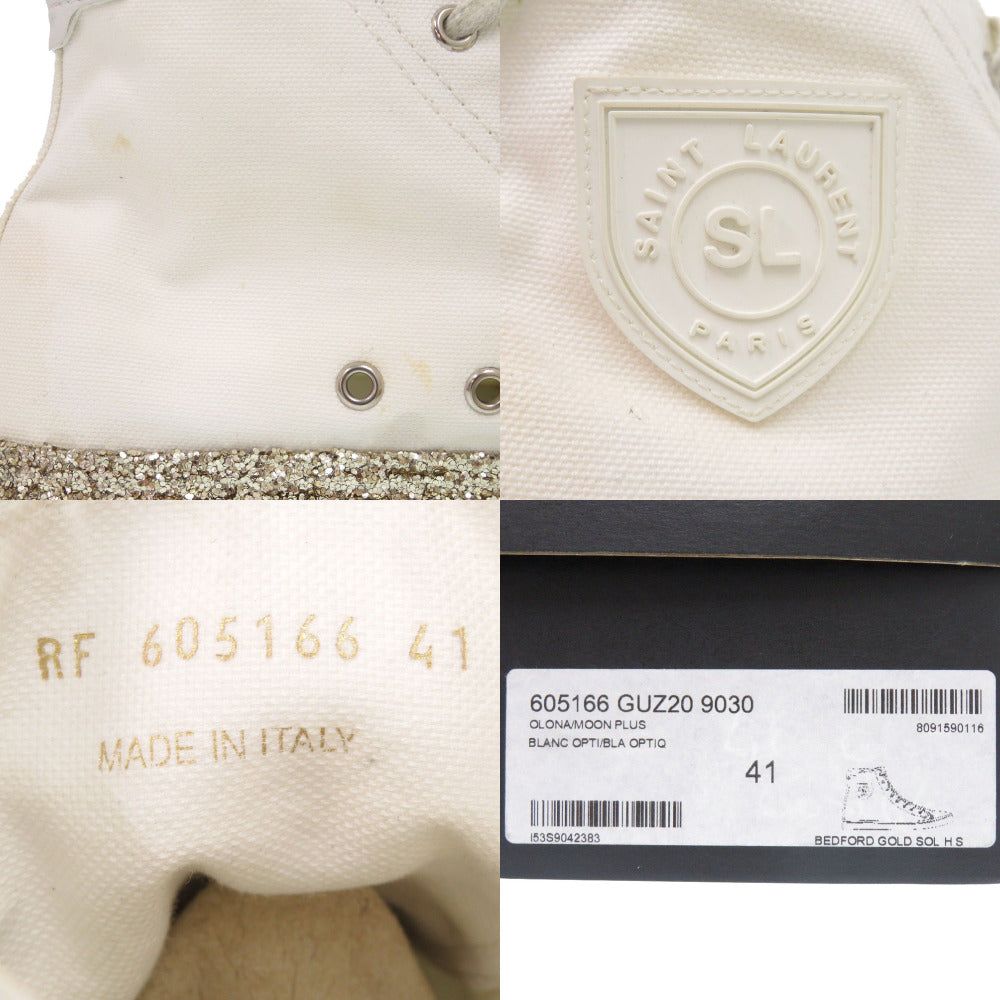 SAINT LAURENT
SL
PARIS
RF 605166 41
MADE IN ITALY
605166 GUZ20 9030
OLONA/MOON PLUS
BLANC OPTI/BLA OPTIQ
8091590116
41
I53S9042383
BEDFORD GOLD SOL H S